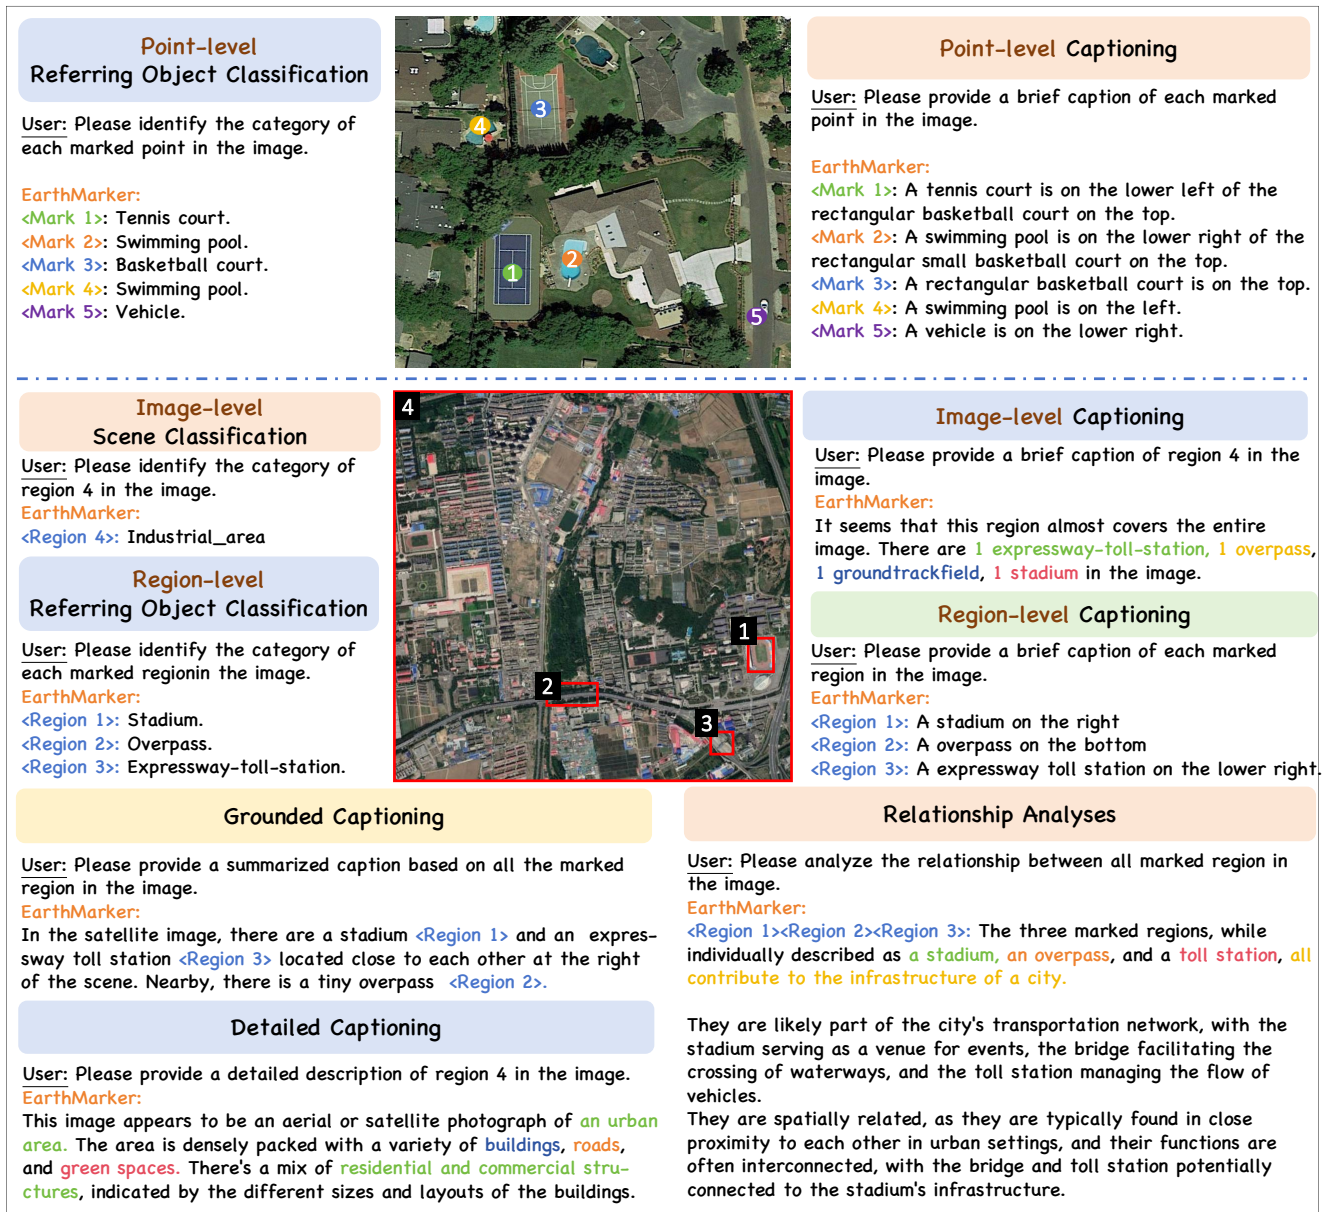 Point-level
Referring Object Classification
User: Please identify the category of
each marked point in the image.
EarthMarker:
<Mark 1>: Tennis court.
<Mark 2>: Swimming pool.
<Mark 3>: Basketball court.
<Mark 4>: Swimming pool.
<Mark 5>: Vehicle.
3
4
2
1
5
Point-level Captioning
User: Please provide a brief caption of each marked
point in the image.
EarthMarker:
<Mark 1>: A tennis court is on the lower left of the
rectangular basketball court on the top.
<Mark 2>: A swimming pool is on the lower right of the
rectangular small basketball court on the top.
<Mark 3>: A rectangular basketball court is on the top.
<Mark 4>: A swimming pool is on the left.
<Mark 5>: A vehicle is on the lower right.
Image-level
Scene Classification
User: Please identify the category of
region 4 in the image.
EarthMarker:
<Region 4>: Industrial_area
Region-level
Referring Object Classification
User: Please identify the category of
each marked regionin the image.
EarthMarker:
<Region 1>: Stadium.
<Region 2>: Overpass.
<Region 3>: Expressway-toll-station.
4
1
2
3
Image-level Captioning
User: Please provide a brief caption of region 4 in the
image.
EarthMarker:
It seems that this region almost covers the entire
image. There are 1 expressway-toll-station, 1 overpass,
1 groundtrackfield, 1 stadium in the image.
Region-level Captioning
User: Please provide a brief caption of each marked
region in the image.
EarthMarker:
<Region 1>: A stadium on the right
<Region 2>: A overpass on the bottom
<Region 3>: A expressway toll station on the lower right.
Grounded Captioning
User: Please provide a summarized caption based on all the marked
region in the image.
EarthMarker:
In the satellite image, there are a stadium <Region 1> and an expres-
sway toll station <Region 3> located close to each other at the right
of the scene. Nearby, there is a tiny overpass <Region 2>.
Detailed Captioning
User: Please provide a detailed description of region 4 in the image.
EarthMarker:
This image appears to be an aerial or satellite photograph of an urban
area. The area is densely packed with a variety of buildings, roads,
and green spaces. There's a mix of residential and commercial stru-
ctures, indicated by the different sizes and layouts of the buildings.
Relationship Analyses
User: Please analyze the relationship between all marked region in
the image.
EarthMarker:
<Region 1><Region 2><Region 3>: The three marked regions, while
individually described as a stadium, an overpass, and a toll station, all
contribute to the infrastructure of a city.
They are likely part of the city's transportation network, with the
stadium serving as a venue for events, the bridge facilitating the
crossing of waterways, and the toll station managing the flow of
vehicles.
They are spatially related, as they are typically found in close
proximity to each other in urban settings, and their functions are
often interconnected, with the bridge and toll station potentially
connected to the stadium's infrastructure.